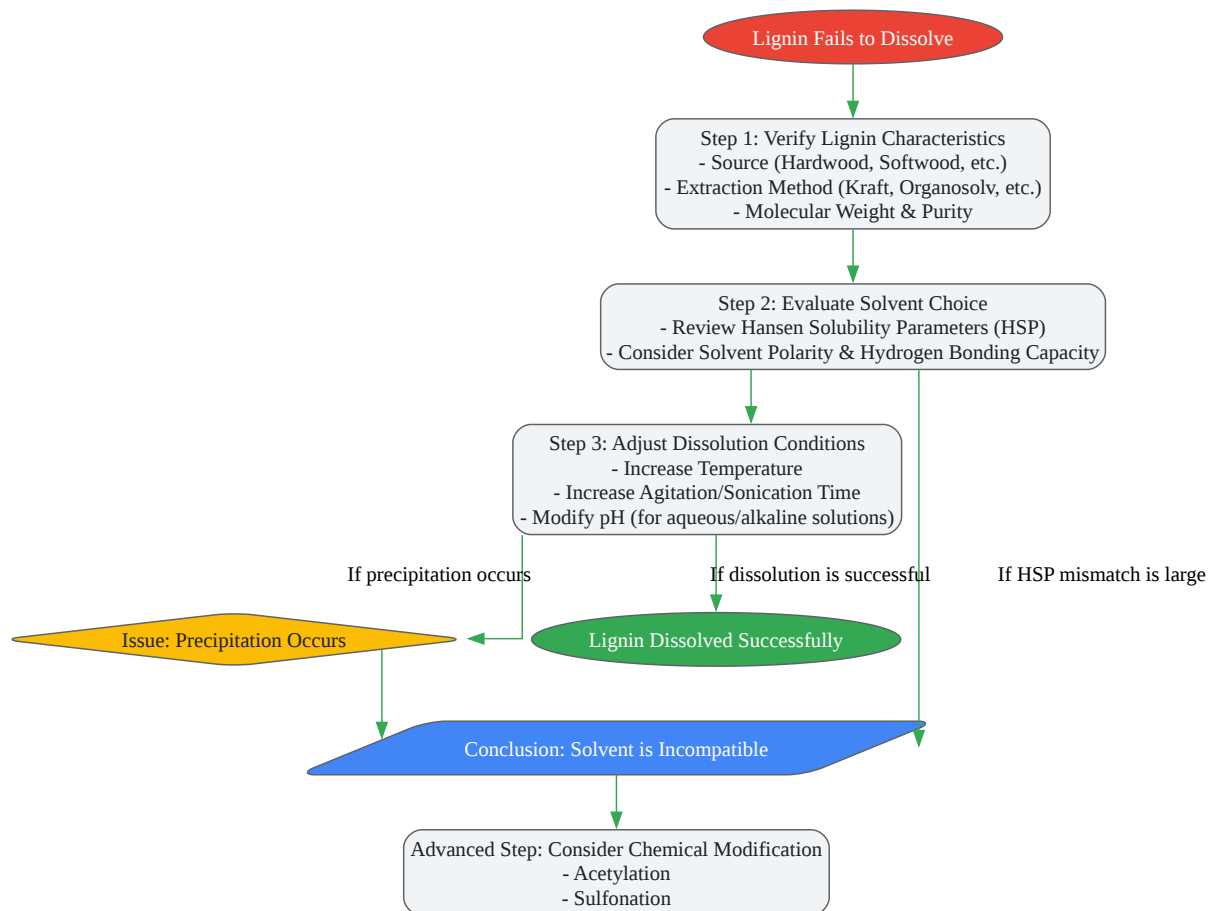 Lignin Fails to Dissolve
Step 1: Verify Lignin Characteristics
- Source (Hardwood, Softwood, etc.)
- Extraction Method (Kraft, Organosolv, etc.)
- Molecular Weight & Purity
Step 2: Evaluate Solvent Choice
- Review Hansen Solubility Parameters (HSP)
- Consider Solvent Polarity & Hydrogen Bonding Capacity
Step 3: Adjust Dissolution Conditions
- Increase Temperature
- Increase Agitation/Sonication Time
- Modify pH (for aqueous/alkaline solutions)
If precipitation occurs
If dissolution is successful
If HSP mismatch is large
Issue: Precipitation Occurs
Lignin Dissolved Successfully
Conclusion: Solvent is Incompatible
Advanced Step: Consider Chemical Modification
- Acetylation
- Sulfonation